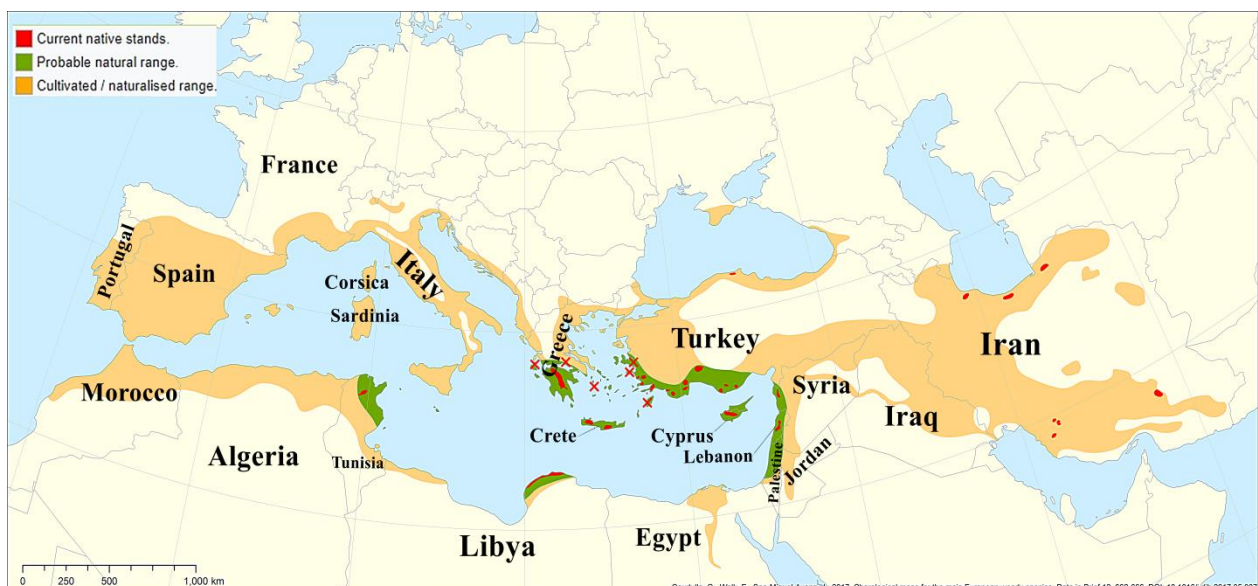 Current native stands.
Probable natural range.
Cultivated / naturalised range.
France
Portugal
Spain
Corsica
Sardinia
Italy
Greece
Turkey
Iran
Morocco
Syria
Iraq
Crete
Cyprus
Lebanon
Algeria
Tunisia
Palestine
Jordan
Libya
Egypt
0 250 500 1,000 km